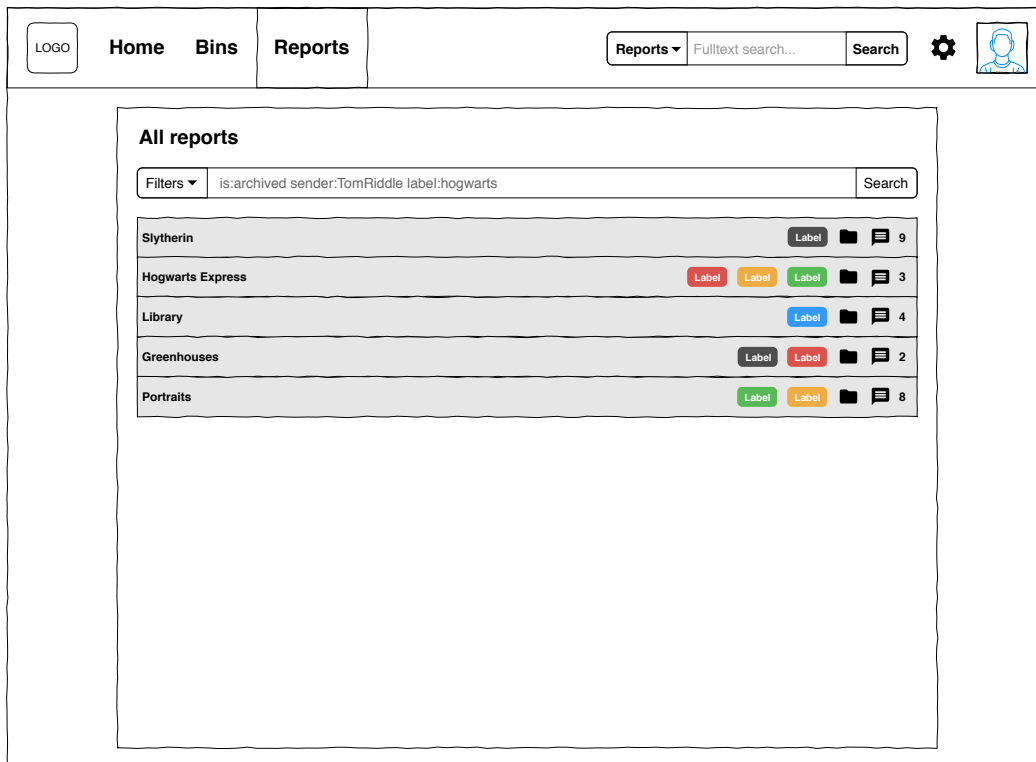 LOGO Home Bins Reports Reports Fulltext search... Search
All reports
Filters is:archived sender:TomRiddle label:hogwarts Search
Slytherin Label 9
Hogwarts Express Label Label Label 3
Library Label 4
Greenhouses Label Label 2
Portraits Label Label 8